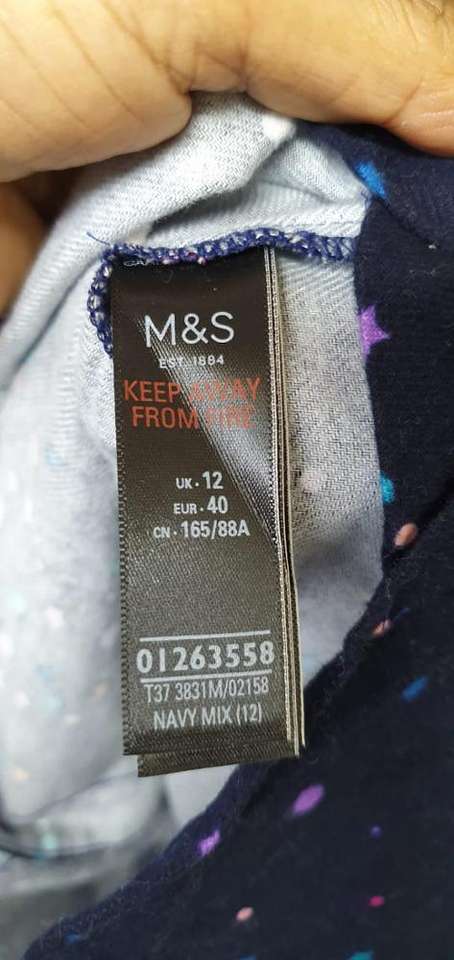 M&S
EST·1884
KEEP AWAY
FROM FIRE
UK · 12
EUR · 40
CN · 165/88A
01263558
T37 3831M/02158
NAVY MIX (12)